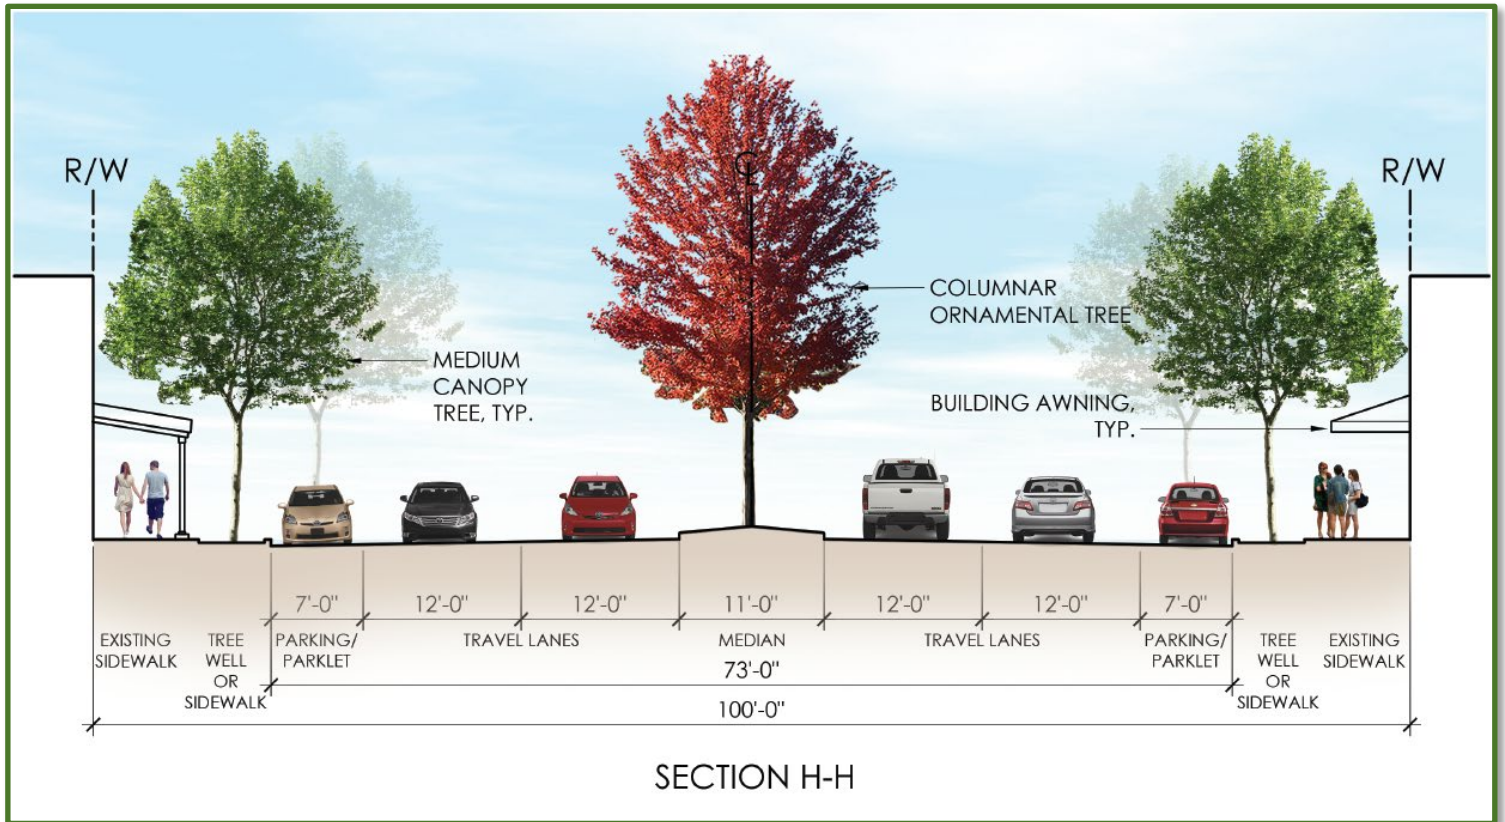 R/W
R/W
℄
COLUMNAR
ORNAMENTAL TREE
MEDIUM
CANOPY
TREE, TYP.
BUILDING AWNING,
TYP.
7'-0"
12'-0"
12'-0"
11'-0"
12'-0"
12'-0"
7'-0"
EXISTING
SIDEWALK
TREE
WELL
OR
SIDEWALK
PARKING/
PARKLET
TRAVEL LANES
MEDIAN
TRAVEL LANES
PARKING/
PARKLET
TREE
WELL
OR
SIDEWALK
EXISTING
SIDEWALK
73'-0"
100'-0"
SECTION H-H